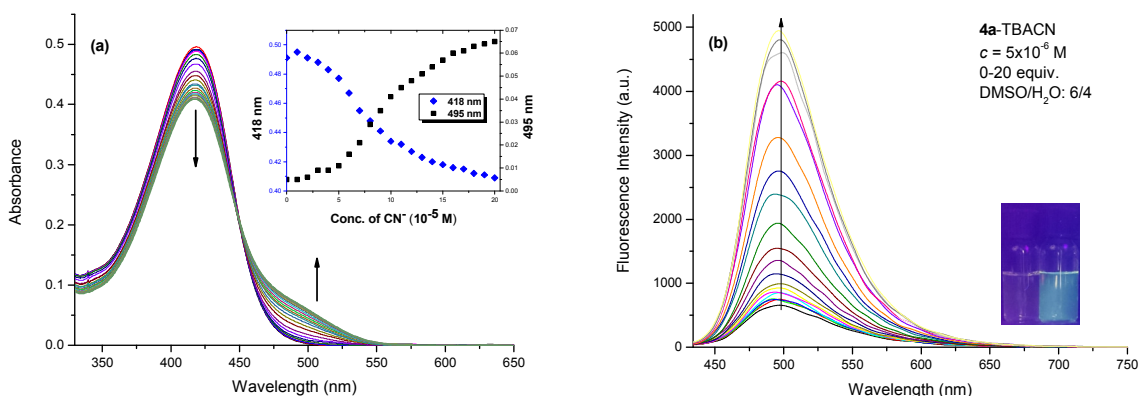 (a)
0.5
0.4
0.3
0.2
0.1
0.0
Absorbance
350 400 450 500 550 600 650
Wavelength (nm)
0.50
0.48
0.46
0.44
0.42
0.40
418 nm
0.07
0.06
0.05
0.04
0.03
0.02
0.01
0.00
495 nm
418 nm
495 nm
0 5 10 15 20
Conc. of CN⁻ (10⁻⁵ M)
(b)
5000
4000
3000
2000
1000
0
Fluorescence Intensity (a.u.)
450 500 550 600 650 700 750
Wavelength (nm)
4a-TBACN
c = 5x10⁻⁶ M
0-20 equiv.
DMSO/H₂O: 6/4